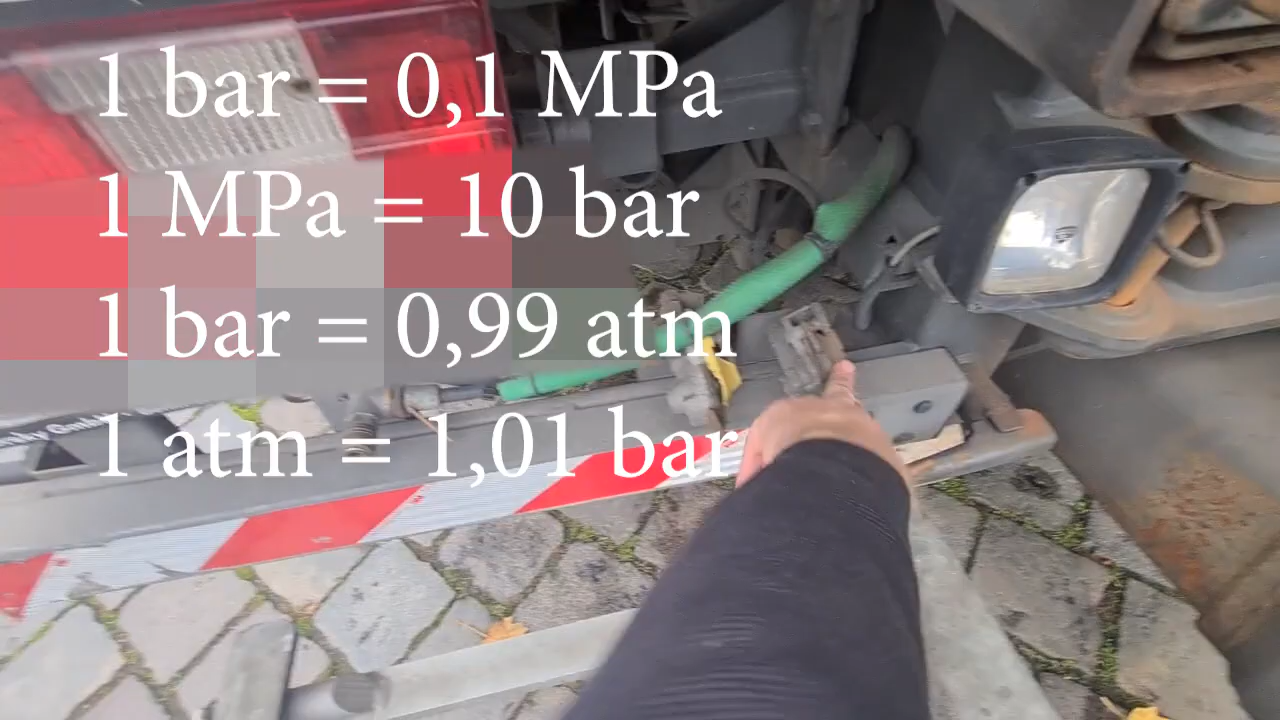 1 bar = 0,1 MPa
1 MPa = 10 bar
1 bar = 0,99 atm
1 atm = 1,01 bar